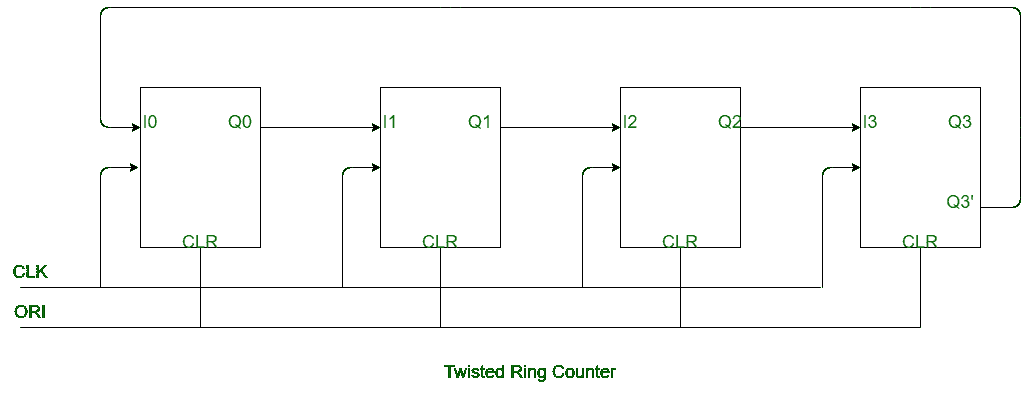 I0 Q0 I1 Q1 I2 Q2 I3 Q3
Q3'
CLR CLR CLR CLR
CLK
ORI
Twisted Ring Counter